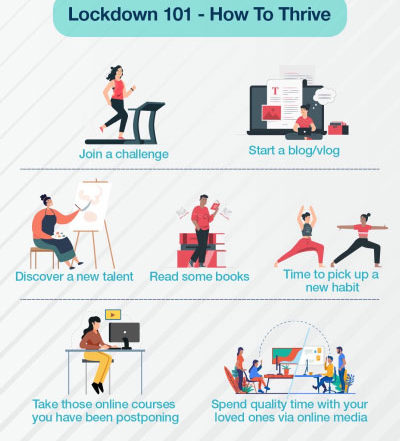 Lockdown 101 - How To Thrive
T
Join a challenge
Start a blog/vlog
Discover a new talent
Read some books
Time to pick up a
new habit
Take those online courses
you have been postponing
Spend quality time with your
loved ones via online media